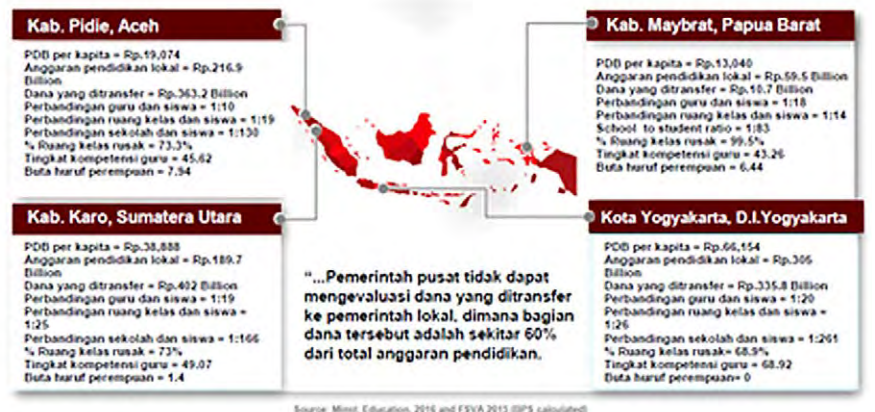 Kab. Pidie, Aceh
PDB per kapita = Rp.19,074
Anggaran pendidikan lokal = Rp.216.9
Billion
Dana yang ditransfer = Rp.363.2 Billion
Perbandingan guru dan siswa = 1:10
Perbandingan ruang kelas dan siswa = 1:19
Perbandingan sekolah dan siswa = 1:130
% Ruang kelas rusak = 73.3%
Tingkat kompetensi guru = 45,62
Buta huruf perempuan = 7.94
Kab. Maybrat, Papua Barat
PDB per kapita = Rp.13,040
Anggaran pendidikan lokal = Rp.59.5 Billion
Dana yang ditransfer = Rp.10.7 Billion
Perbandingan guru dan siswa = 1:18
Perbandingan ruang kelas dan siswa = 1:14
School to student ratio = 1:83
% Ruang kelas rusak = 99.5%
Tingkat kompetensi guru = 43.26
Buta huruf perempuan = 6.44
Kab. Karo, Sumatera Utara
PDB per kapita = Rp.38,888
Anggaran pendidikan lokal = Rp.189.7
Billion
Dana yang ditransfer = Rp.402 Billion
Perbandingan guru dan siswa = 1:19
Perbandingan ruang kelas dan siswa =
1:25
Perbandingan sekolah dan siswa = 1:166
% Ruang kelas rusak = 73%
Tingkat kompetensi guru = 49.07
Buta huruf perempuan = 1.4
"...Pemerintah pusat tidak dapat
mengevaluasi dana yang ditransfer
ke pemerintah lokal, dimana bagian
dana tersebut adalah sekitar 60%
dari total anggaran pendidikan.
Kota Yogyakarta, D.I.Yogyakarta
PDB per kapita = Rp.66,154
Anggaran pendidikan lokal = Rp.305
Billion
Dana yang ditransfer = Rp.335.8 Billion
Perbandingan guru dan siswa = 1:20
Perbandingan ruang kelas dan siswa =
1:26
Perbandingan sekolah dan siswa = 1:261
% Ruang kelas rusak= 68.9%
Tingkat kompetensi guru = 68.92
Buta huruf perempuan= 0
Source: Minist. Education, 2016 and FSVA 2015 (BPS calculated)